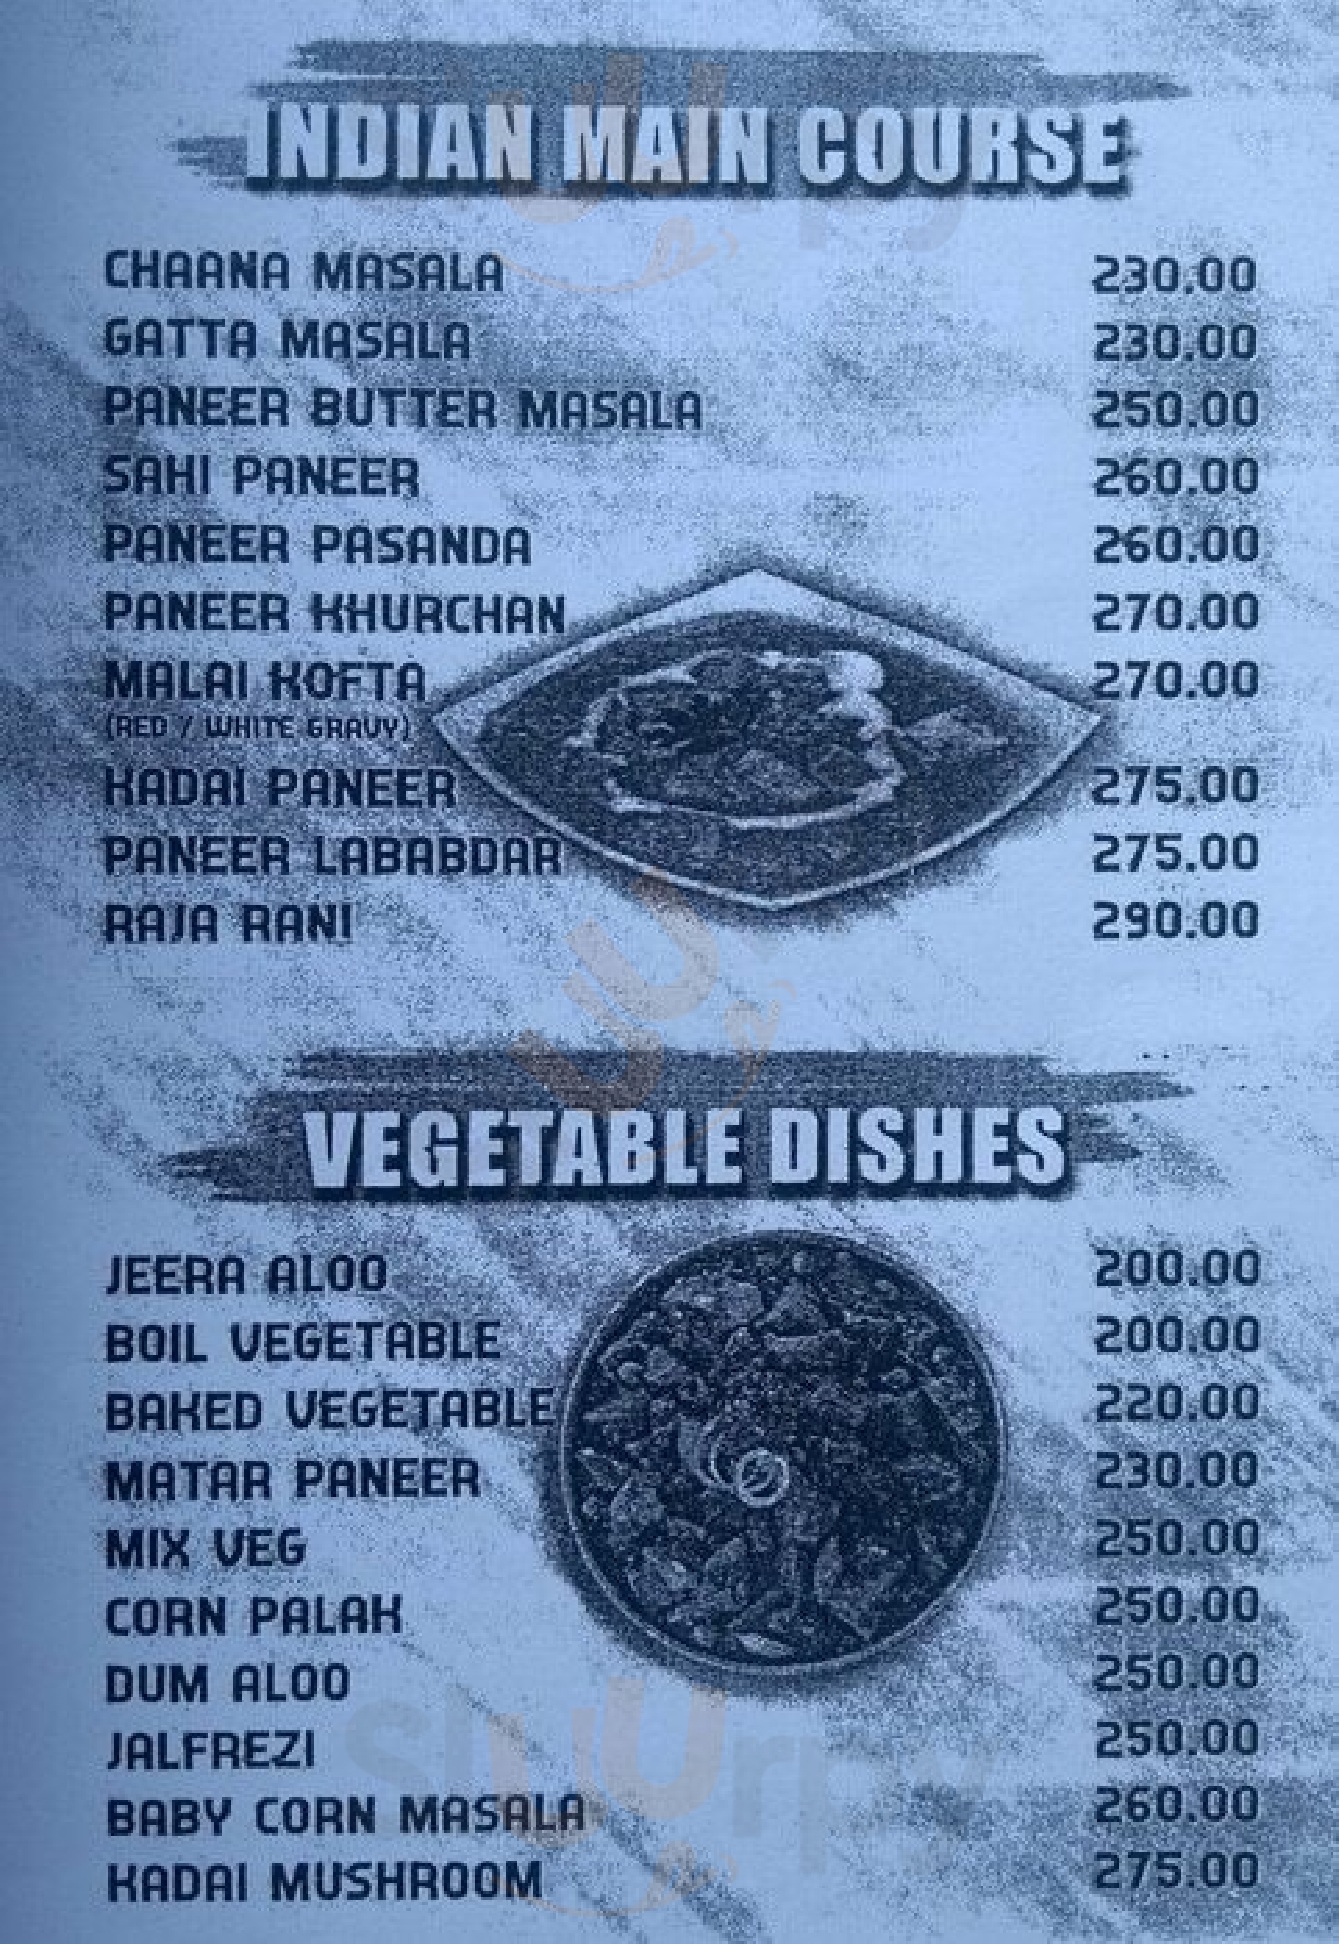 INDIAN MAIN COURSE
CHAANA MASALA 230.00
GATTA MASALA 230.00
PANEER BUTTER MASALA 250.00
SAHI PANEER 260.00
PANEER PASANDA 260.00
PANEER KHURCHAN 270.00
MALAI KOFTA 270.00
(RED / WHITE GRAVY)
KADAI PANEER 275.00
PANEER LABABDAR 275.00
RAJA RANI 290.00
VEGETABLE DISHES
JEERA ALOO 200.00
BOIL VEGETABLE 200.00
BAKED VEGETABLE 220.00
MATAR PANEER 230.00
MIX VEG 250.00
CORN PALAK 250.00
DUM ALOO 250.00
JALFREZI 250.00
BABY CORN MASALA 260.00
KADAI MUSHROOM 275.00